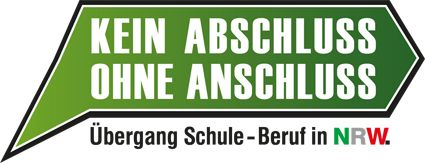 KEIN ABSCHLUSS
OHNE ANSCHLUSS
Übergang Schule-Beruf in NRW.